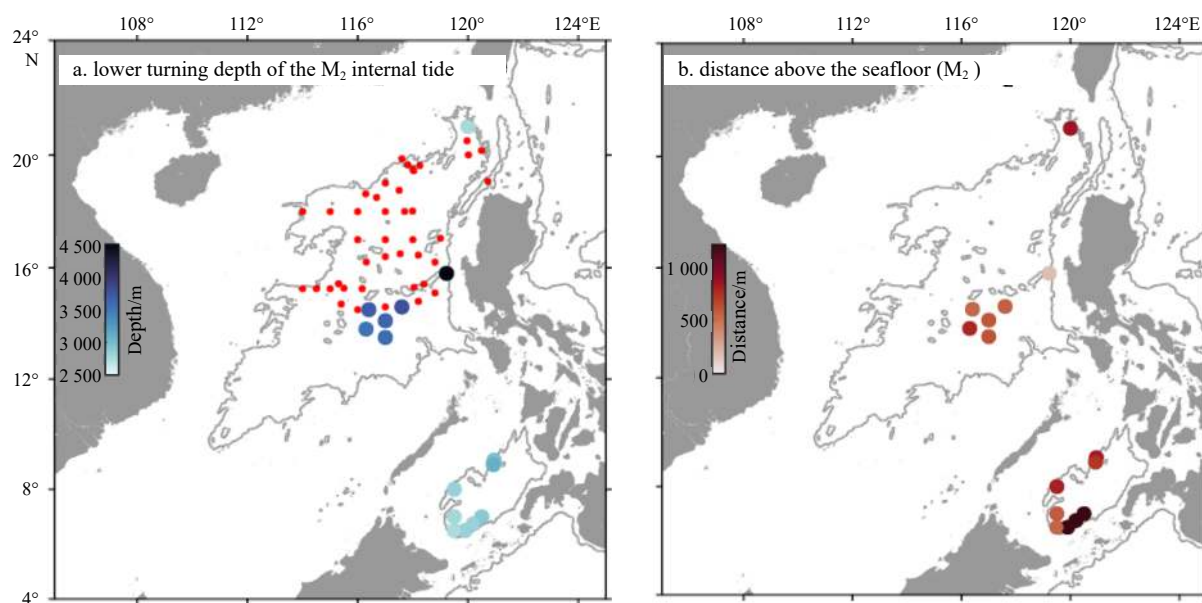 108° 112° 116° 120° 124°E
108° 112° 116° 120° 124°E
24°
N
20°
16°
12°
8°
4°
a. lower turning depth of the M₂ internal tide
b. distance above the seafloor (M₂ )
4 500
4 000
3 500
3 000
2 500
Depth/m
1 000
500
0
Distance/m